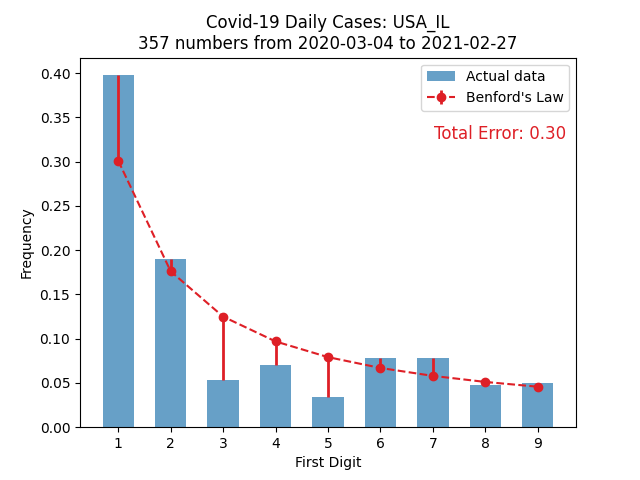 Covid-19 Daily Cases: USA_IL
357 numbers from 2020-03-04 to 2021-02-27
Actual data
Benford's Law
Total Error: 0.30
Frequency
0.40
0.35
0.30
0.25
0.20
0.15
0.10
0.05
0.00
1 2 3 4 5 6 7 8 9
First Digit